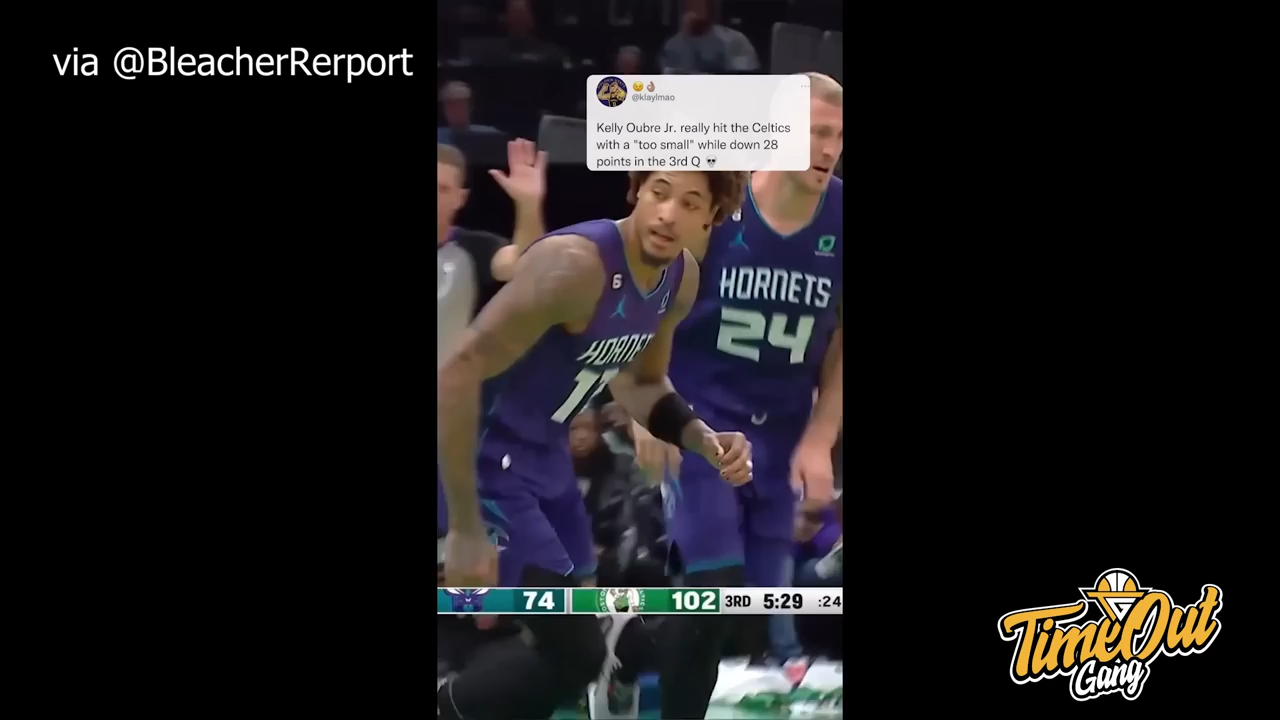 via @BleacherRerport
@klaylmao
Kelly Oubre Jr. really hit the Celtics
with a "too small" while down 28
points in the 3rd Q 💀
6
HORNETS
24
74
102
3RD
5:29
:24
TimeOut
Gang